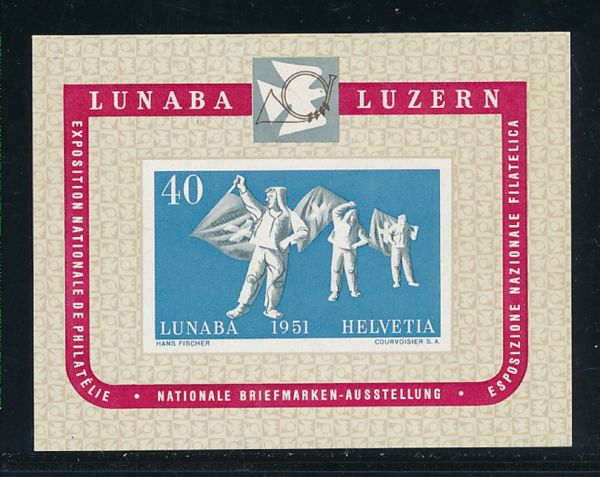 LUNABA LUZERN
EXPOSITION NATIONALE DE PHILATÉLIE
40
LUNABA 1951 HELVETIA
HANS FISCHER COURVOISIER S.A.
• NATIONALE BRIEFMARKEN-AUSSTELLUNG •
ESPOSIZIONE NAZIONALE FILATELICA